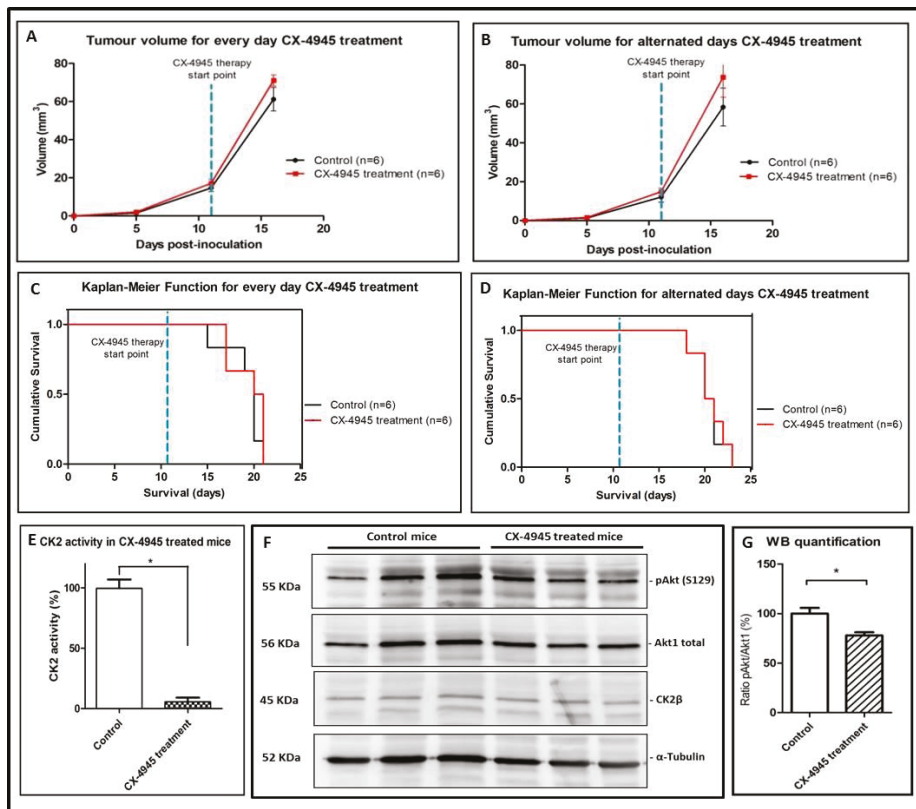 A
Tumour volume for every day CX-4945 treatment
CX-4945 therapy
start point
Volume (mm³)
80
60
40
20
0
0
5
10
15
20
Days post-inoculation
Control (n=6)
CX-4945 treatment (n=6)
B
Tumour volume for alternated days CX-4945 treatment
CX-4945 therapy
start point
Volume (mm³)
80
60
40
20
0
0
5
10
15
20
Days post-inoculation
Control (n=6)
CX-4945 treatment (n=6)
C
Kaplan-Meier Function for every day CX-4945 treatment
CX-4945 therapy
start point
Cumulative Survival
1.0
0.5
0.0
0
5
10
15
20
25
Survival (days)
Control (n=6)
CX-4945 treatment (n=6)
D
Kaplan-Meier Function for alternated days CX-4945 treatment
CX-4945 therapy
start point
Cumulative Survival
1.0
0.5
0.0
0
5
10
15
20
25
Survival (days)
Control (n=6)
CX-4945 treatment (n=6)
E
CK2 activity in CX-4945 treated mice
*
CK2 activity (%)
100
50
0
Control
CX-4945 treatment
F
Control mice
CX-4945 treated mice
55 KDa
- pAkt (S129)
56 KDa
- Akt1 total
45 KDa
- CK2β
52 KDa
- α-Tubulin
G
WB quantification
*
Ratio pAkt/Akt1 (%)
150
100
50
0
Control
CX-4945 treatment